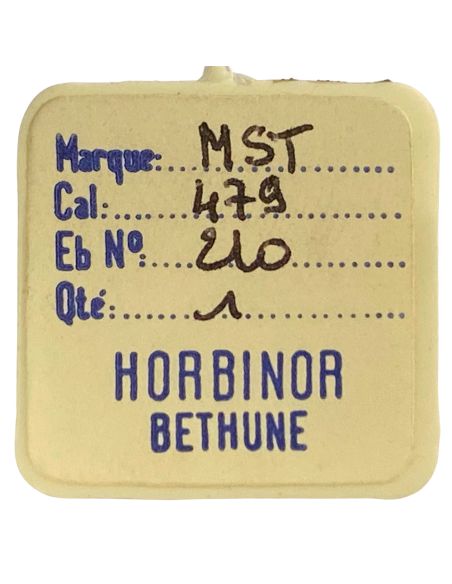 Marque: MST
Cal: 479
Eb Nº: 210
Qté: 1
HORBINOR
BETHUNE